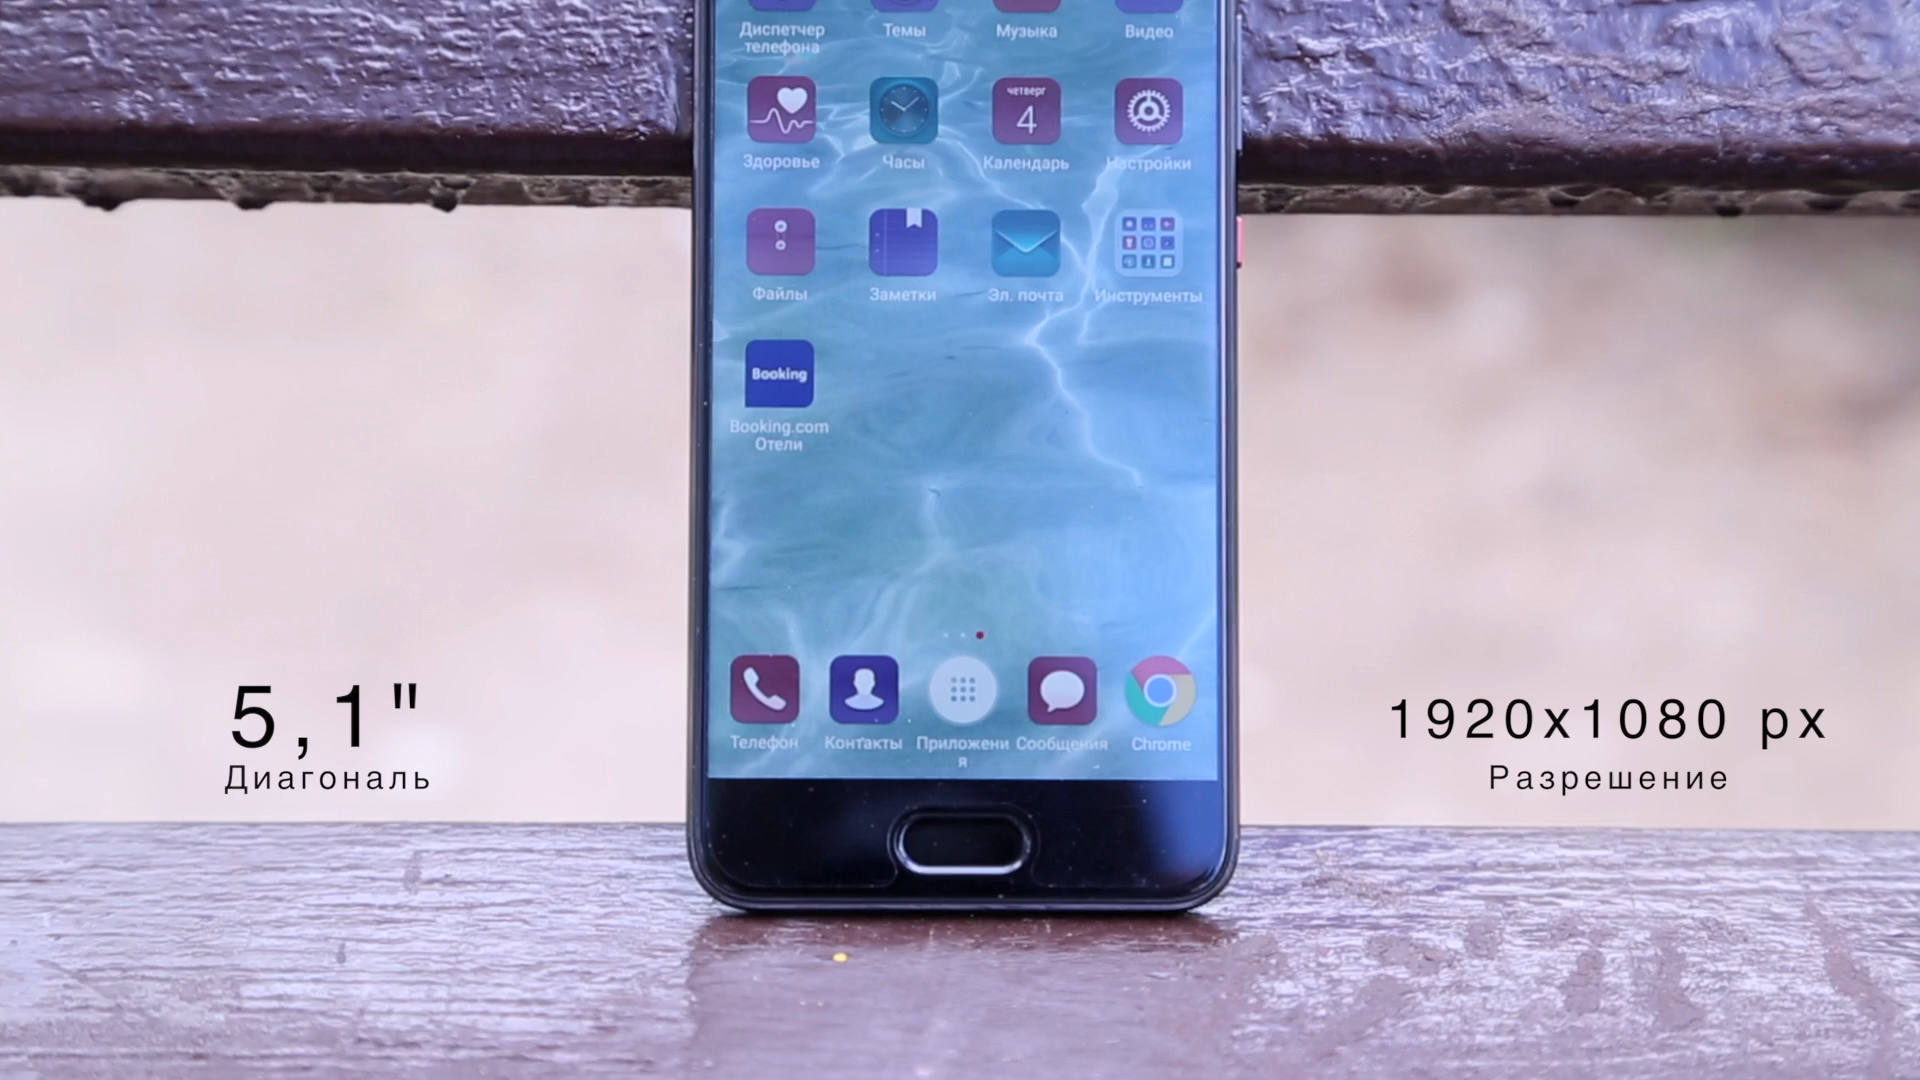 Диспетчер
телефона
Темы
Музыка
Видео
четверг
4
Здоровье
Часы
Календарь
Настройки
Файлы
Заметки
Эл. почта
Инструменты
Booking
Booking.com
Отели
Телефон
Контакты
Приложени
я
Сообщения
Chrome
5,1"
Диагональ
1920x1080 px
Разрешение